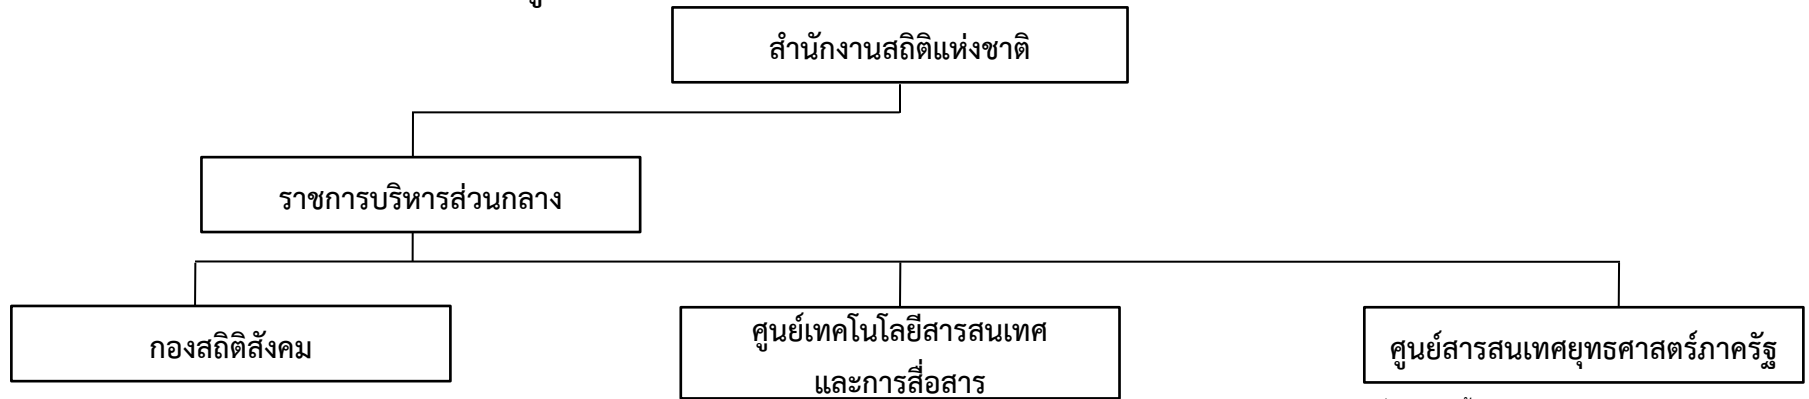 สำนักงานสถิติแห่งชาติ
ราชการบริหารส่วนกลาง
กองสถิติสังคม
ศูนย์เทคโนโลยีสารสนเทศ
และการสื่อสาร
ศูนย์สารสนเทศยุทธศาสตร์ภาครัฐ